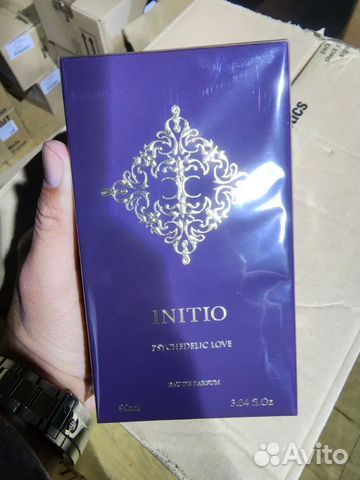 INITIO
PSYCHEDELIC LOVE
EAU DE PARFUM
90ml 3.04 fl.Oz
Avito